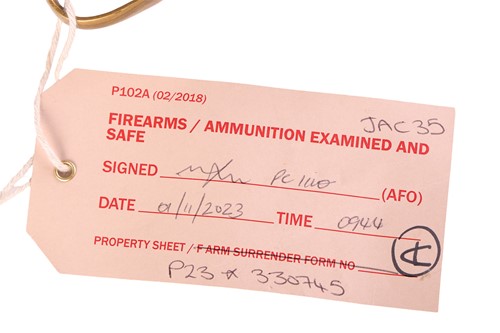 P102A (02/2018)
JAC35
FIREARMS / AMMUNITION EXAMINED AND
SAFE
SIGNED PC 1110 (AFO)
DATE 01/11/2023 TIME 0944
PROPERTY SHEET / F ARM SURRENDER FORM NO
A
P23 * 330745